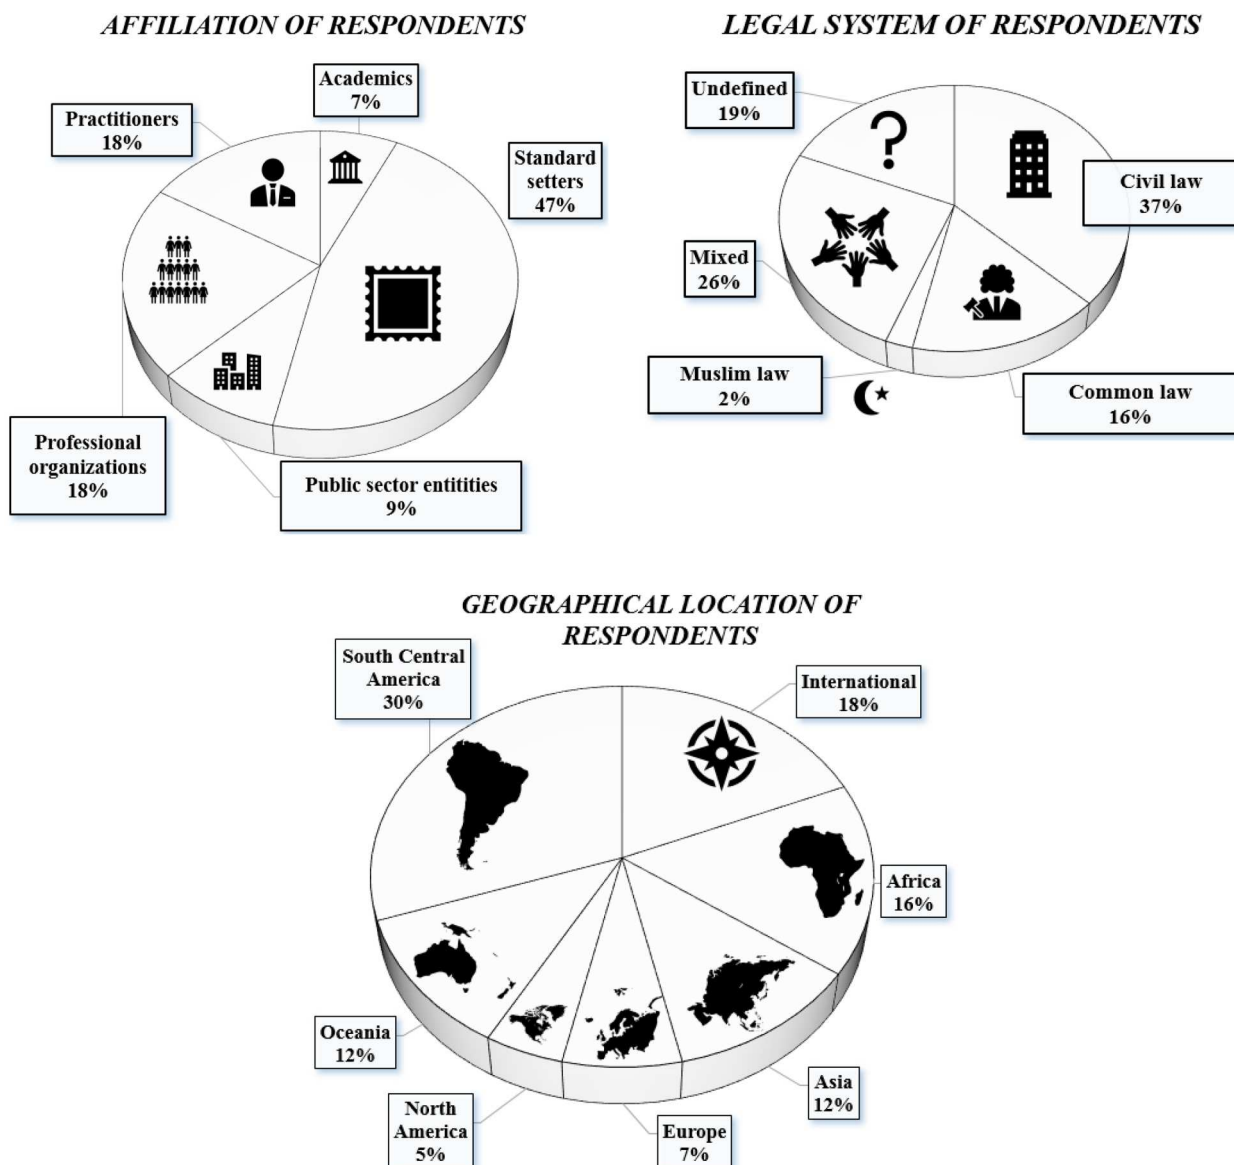 AFFILIATION OF RESPONDENTS
Academics
7%
Practitioners
18%
Standard
setters
47%
Professional
organizations
18%
Public sector entitities
9%
LEGAL SYSTEM OF RESPONDENTS
Undefined
19%
Civil law
37%
Mixed
26%
Muslim law
2%
Common law
16%
GEOGRAPHICAL LOCATION OF
RESPONDENTS
South Central
America
30%
International
18%
Africa
16%
Oceania
12%
Asia
12%
North
America
5%
Europe
7%